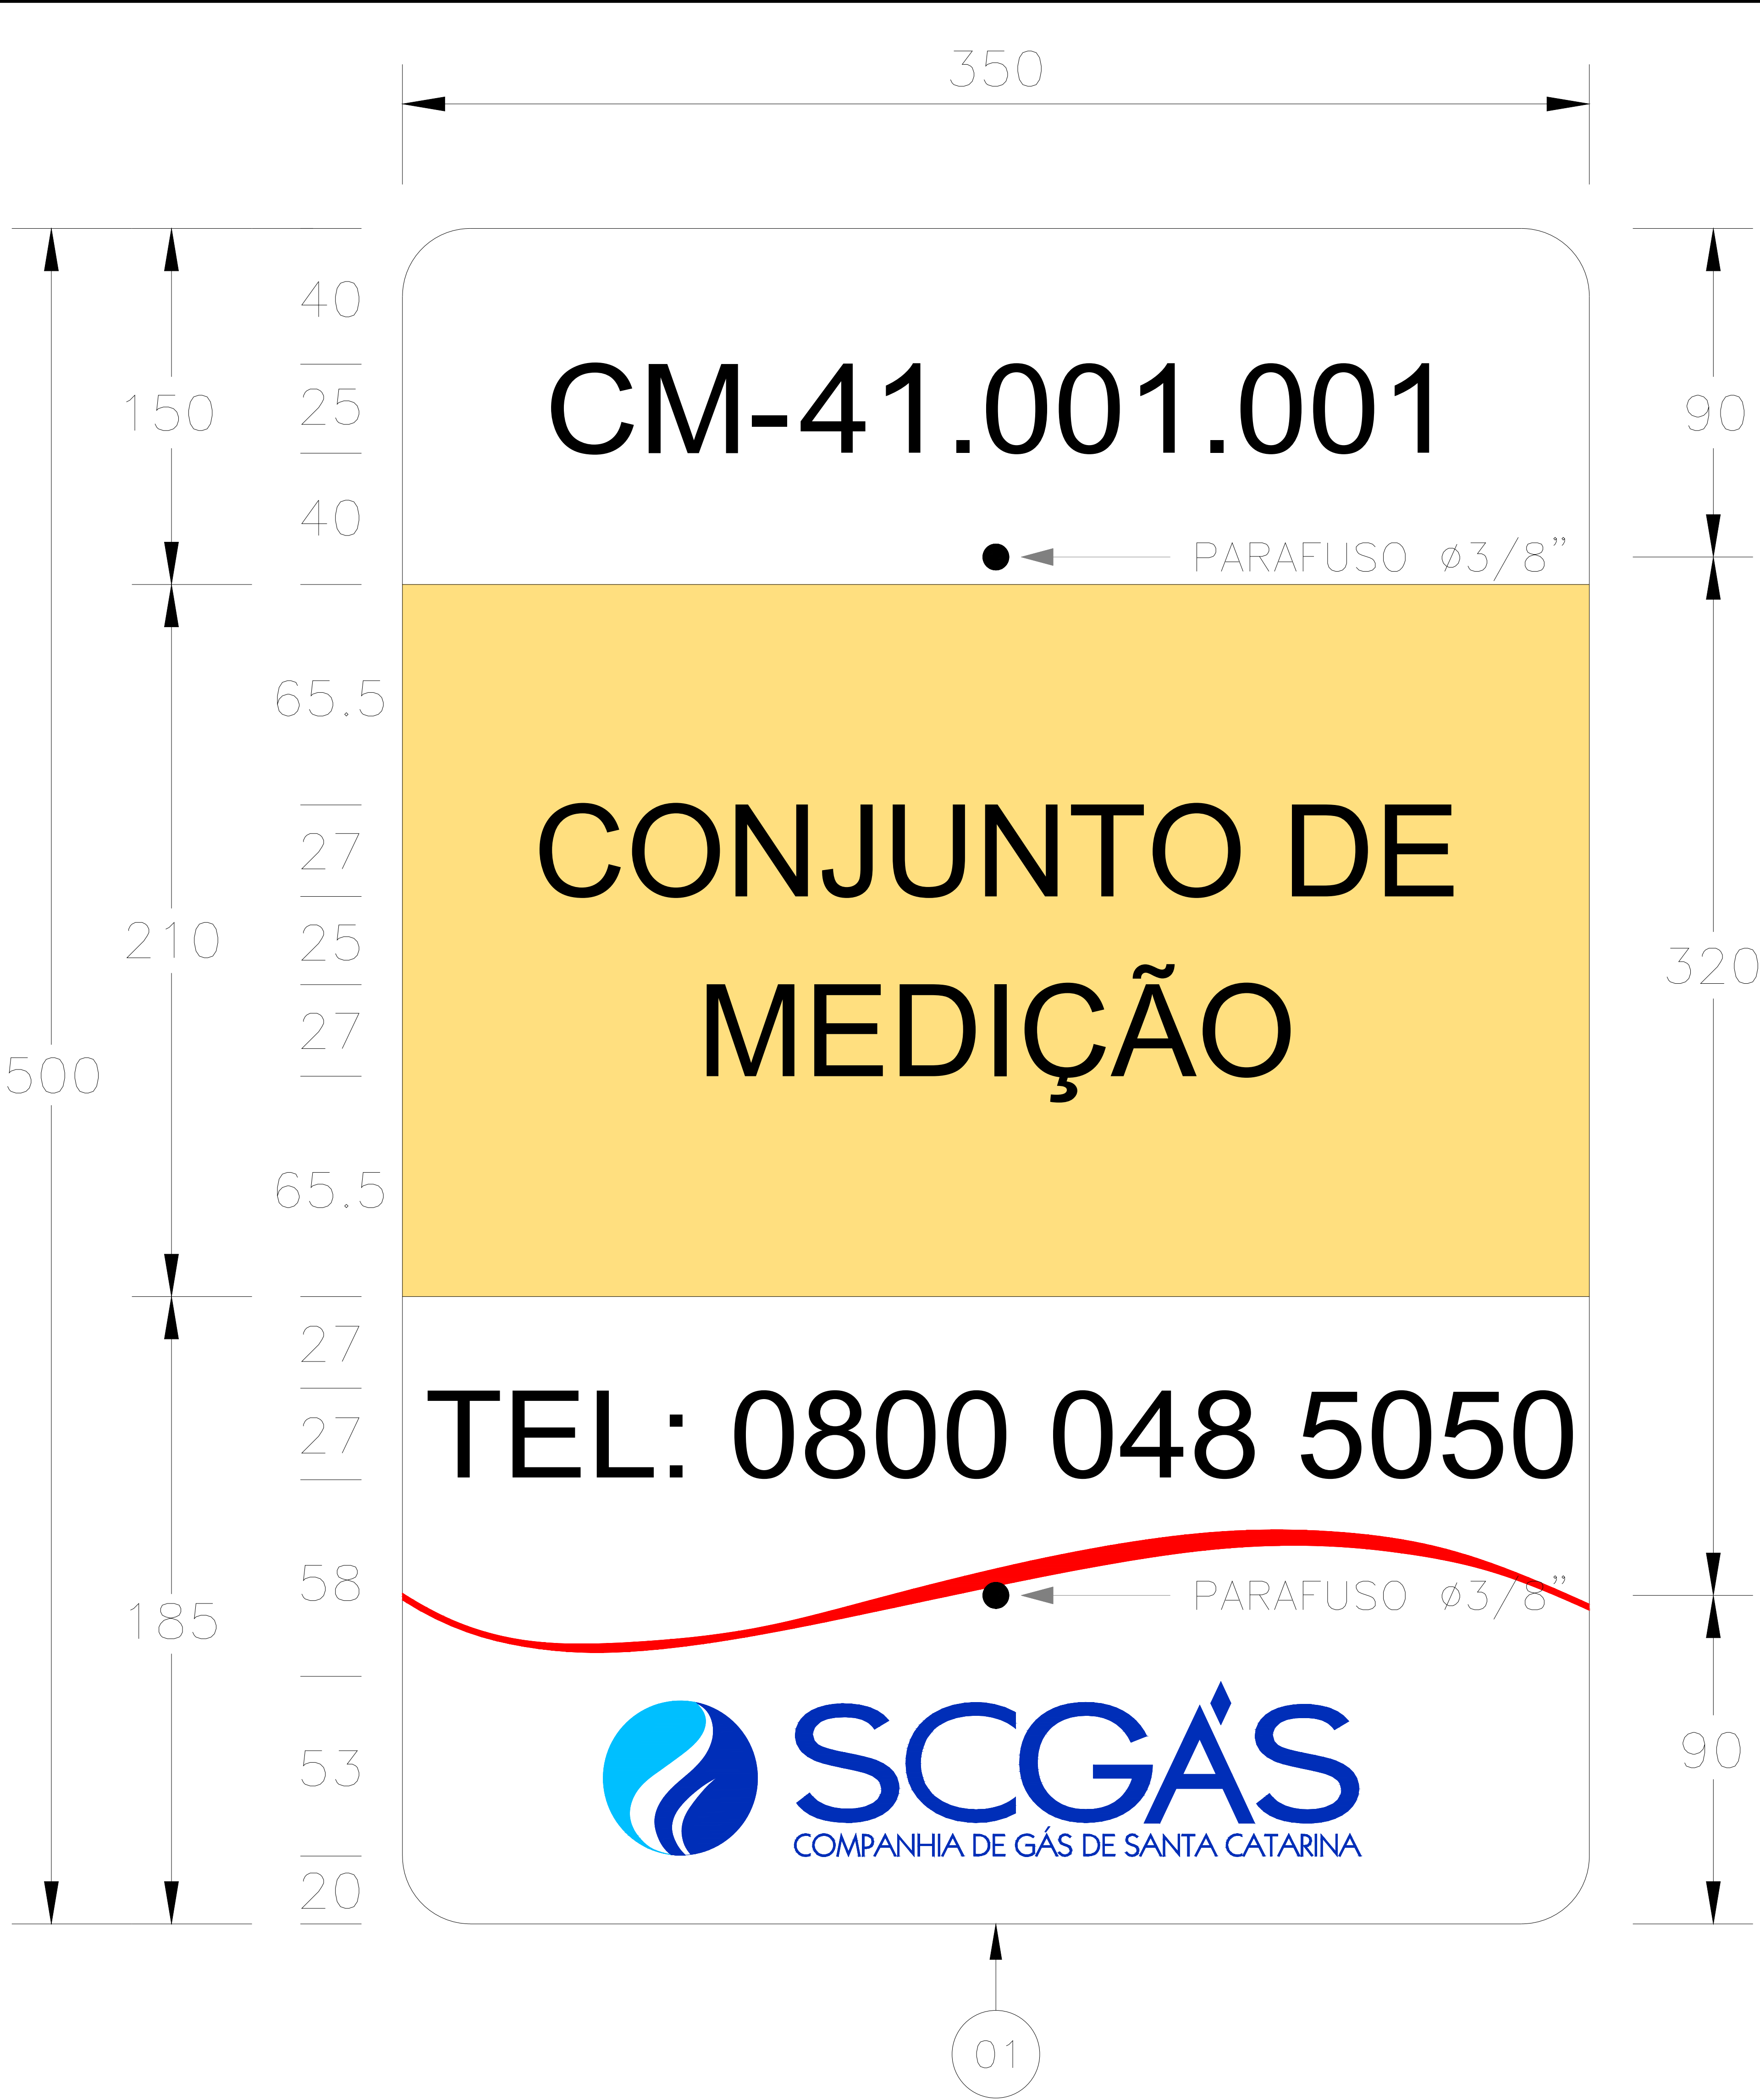 350
40
25
150
90
40
CM-41.001.001
PARAFUSO ø3/8”
65.5
27
25
27
65.5
210
500
320
CONJUNTO DE
MEDIÇÃO
27
27
58
53
20
185
90
TEL: 0800 048 5050
PARAFUSO ø3/8”
SCGÁS
COMPANHIA DE GÁS DE SANTA CATARINA
01